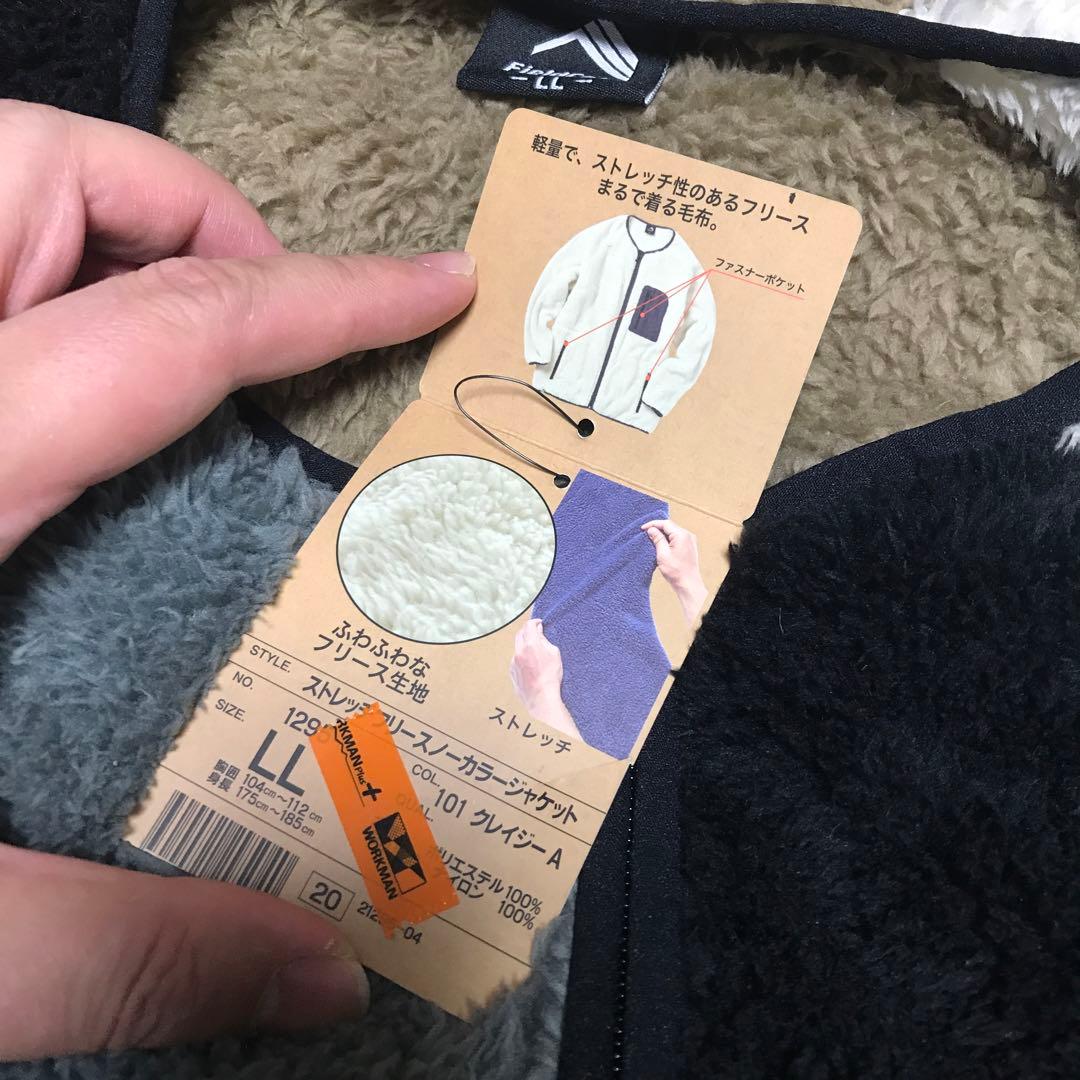 LL
軽量で、ストレッチ性のあるフリース
まるで着る毛布。
ファスナーポケット
ふわふわな
フリース生地
ストレッチ
STYLE.
NO.
SIZE. LL
COL. 101 クレイジーA
胸囲 104cm〜112cm
身長 175cm〜185cm
QUAL.
ポリエステル100%
ナイロン 100%
20
WORKMAN Plus+
WORKMAN